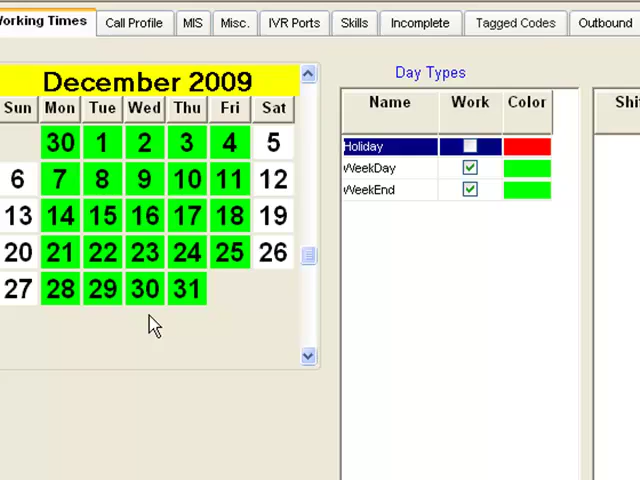 Working Times Call Profile MIS Misc. IVR Ports Skills Incomplete Tagged Codes Outbound
December 2009
Sun Mon Tue Wed Thu Fri Sat
30 1 2 3 4 5
6 7 8 9 10 11 12
13 14 15 16 17 18 19
20 21 22 23 24 25 26
27 28 29 30 31
Day Types
Name Work Color
Holiday
WeekDay
WeekEnd
Shi